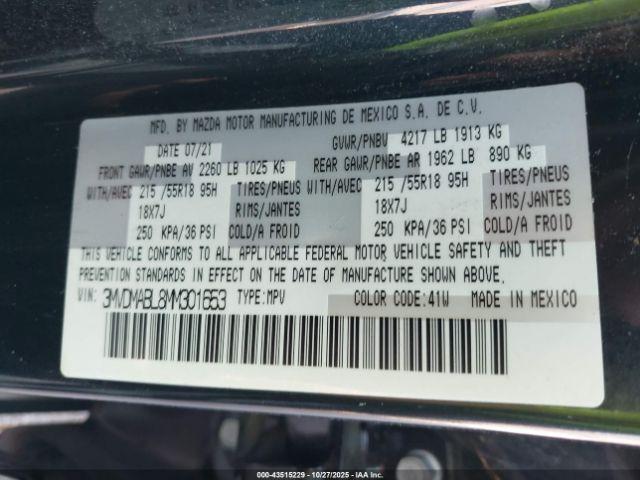 MFD. BY MAZDA MOTOR MANUFACTURING DE MEXICO S.A. DE C.V.
DATE 07/21 GVWR/PNBV 4217 LB 1913 KG
FRONT GAWR/PNBE AV 2260 LB 1025 KG REAR GAWR/PNBE AR 1962 LB 890 KG
WITH/AVEC 215 /55R18 95H TIRES/PNEUS WITH/AVEC 215 /55R18 95H TIRES/PNEUS
18X7J RIMS/JANTES 18X7J RIMS/JANTES
250 KPA/36 PSI COLD/A FROID 250 KPA/36 PSI COLD/A FROID
THIS VEHICLE CONFORMS TO ALL APPLICABLE FEDERAL MOTOR VEHICLE SAFETY AND THEFT
PREVENTION STANDARDS IN EFFECT ON THE DATE OF MANUFACTURE SHOWN ABOVE.
VIN: 3MVDMABL8MM301653 TYPE:MPV COLOR CODE:41W MADE IN MEXICO
000-43515229 - 10/27/2025 - IAAI.COM